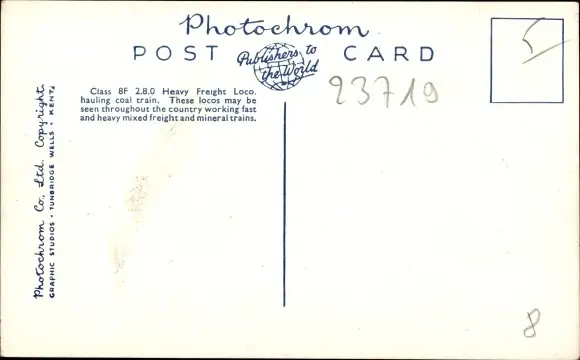 Photochrom
POST CARD
Publishers to
the World
5
23719
Class 8F 2.8.0 Heavy Freight Loco.
hauling coal train. These locos may be
seen throughout the country working fast
and heavy mixed freight and mineral trains.
Photochrom Co., Ltd., Copyright.
GRAPHIC STUDIOS • TUNBRIDGE WELLS • KENT.
8